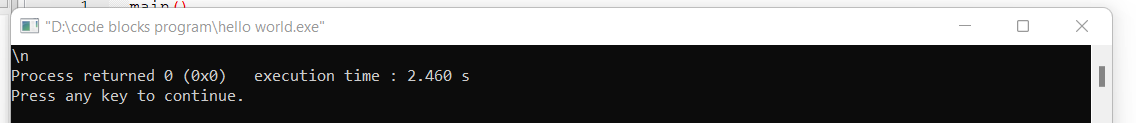 1 main()
"D:\code blocks program\hello world.exe"
\n
Process returned 0 (0x0)   execution time : 2.460 s
Press any key to continue.